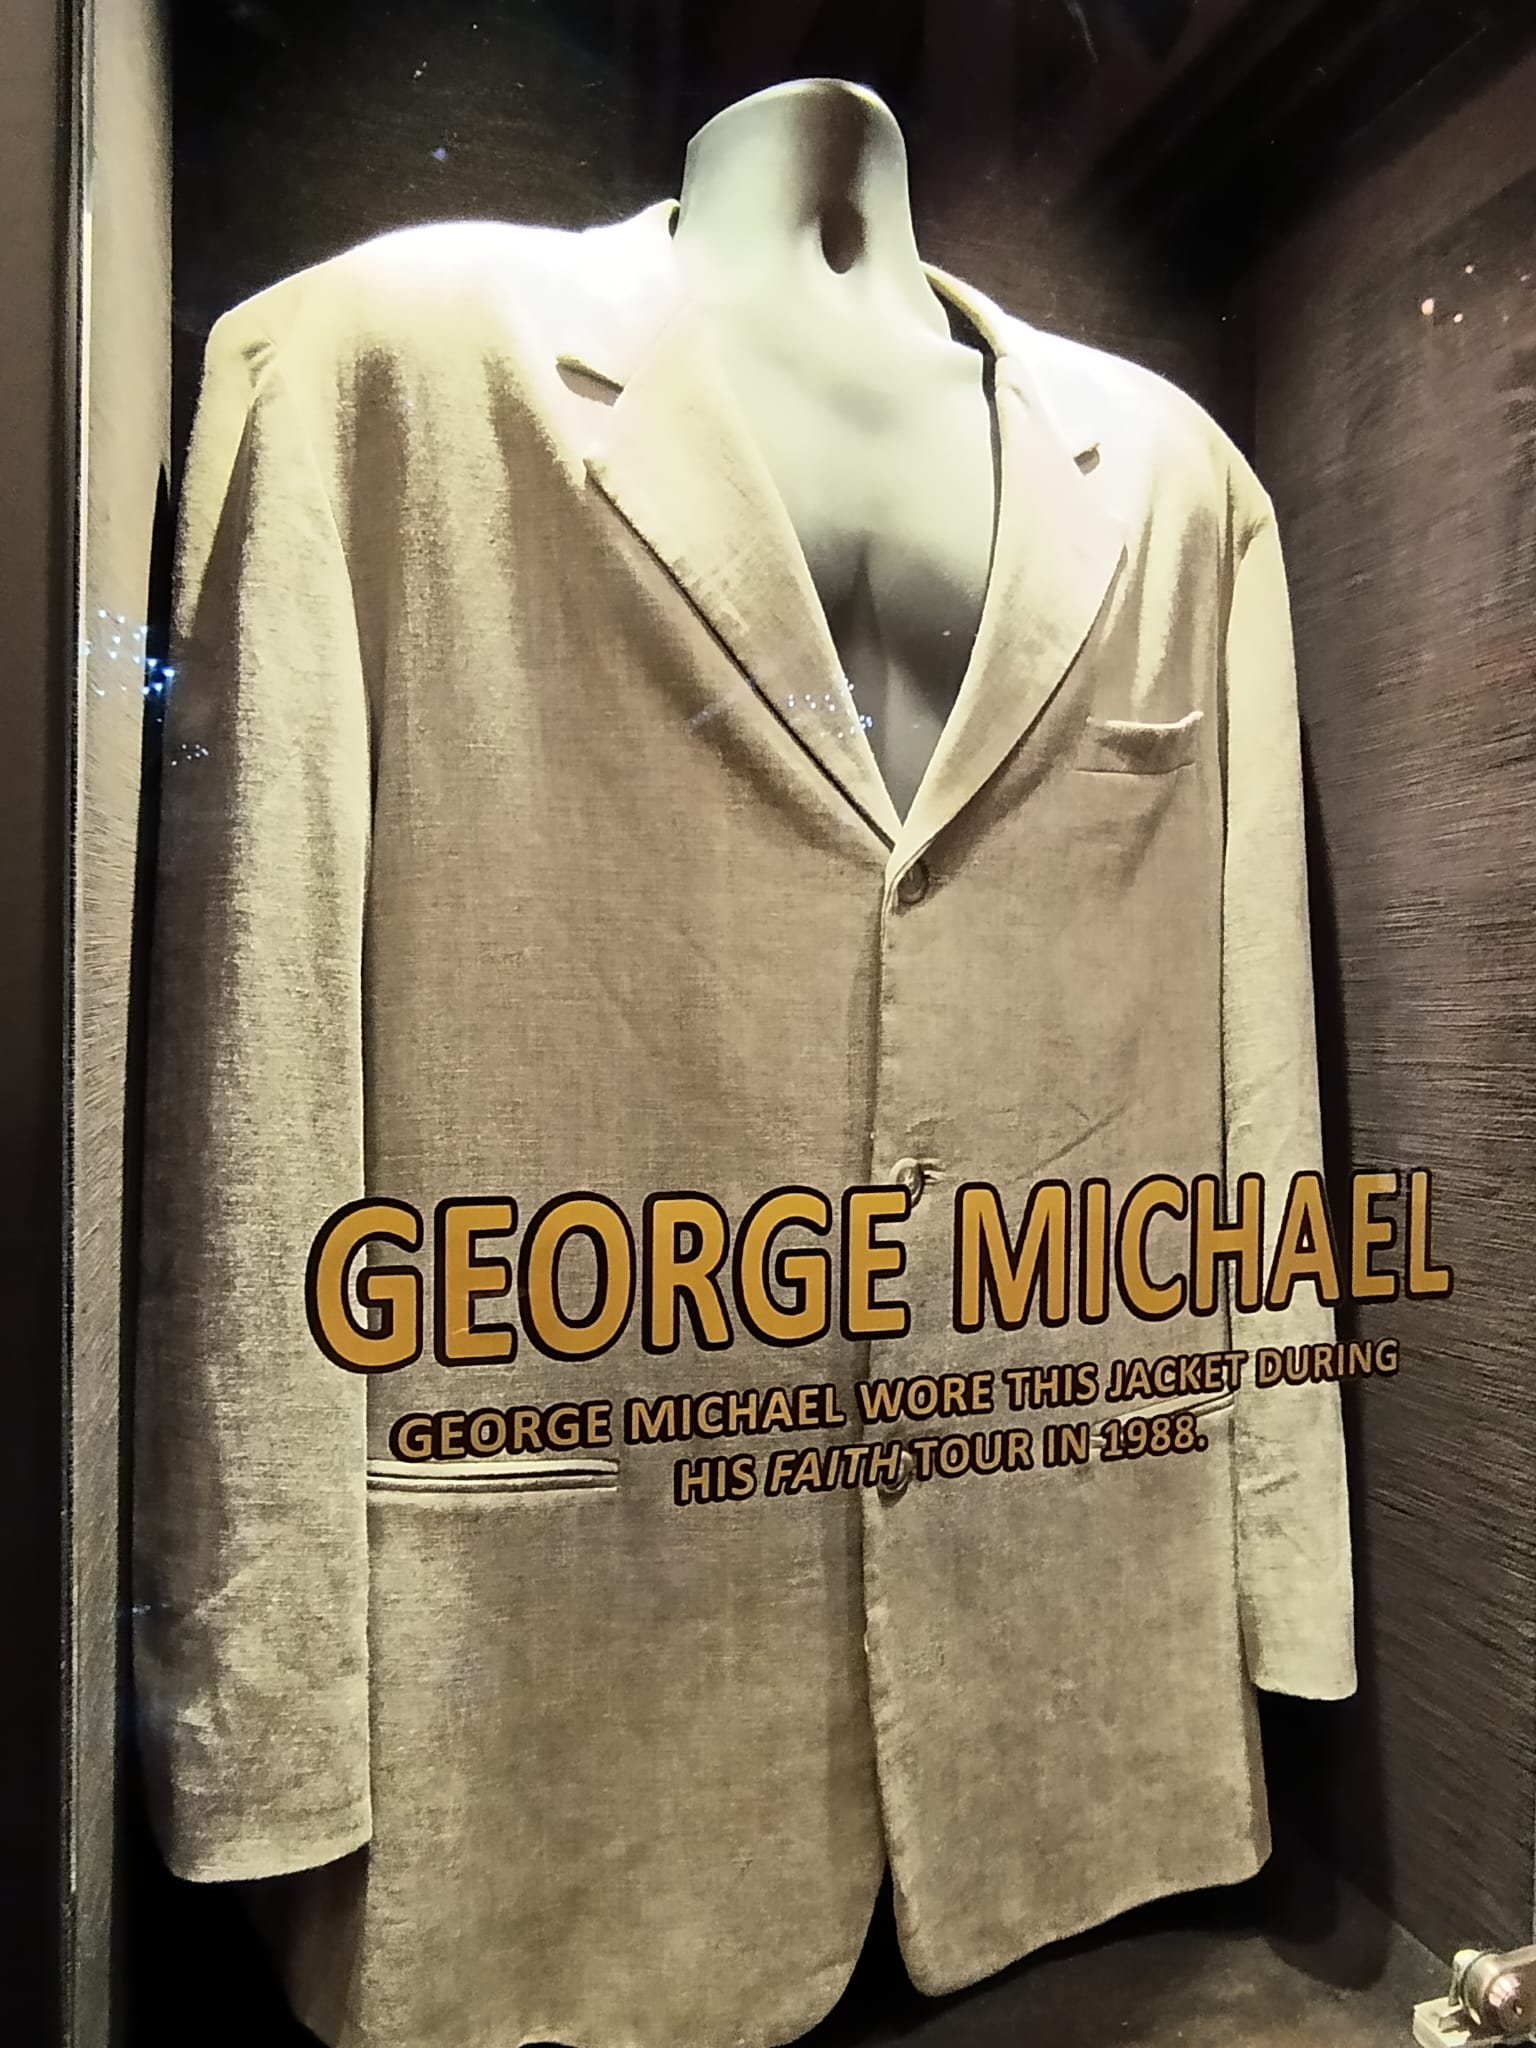 GEORGE MICHAEL
GEORGE MICHAEL WORE THIS JACKET DURING
HIS FAITH TOUR IN 1988.